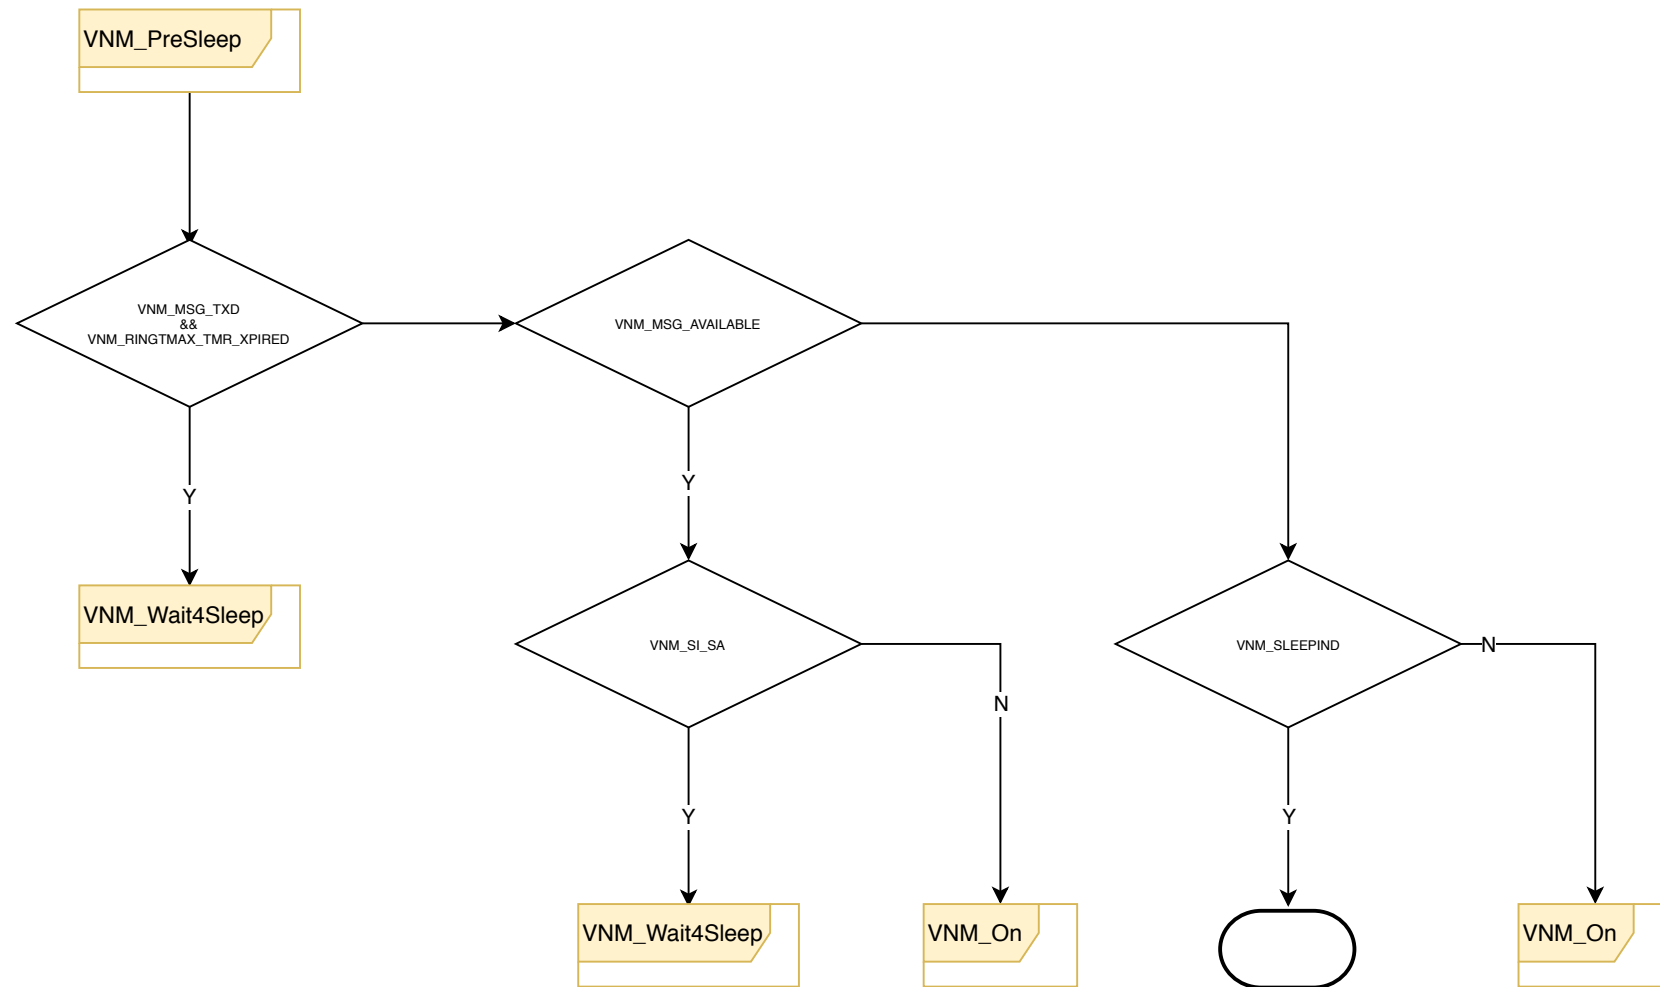 VNM_PreSleep
VNM_MSG_TXD
&&
VNM_RINGTMAX_TMR_XPIRED
VNM_MSG_AVAILABLE
Y
Y
VNM_Wait4Sleep
VNM_SI_SA
VNM_SLEEPIND
N
N
Y
Y
VNM_Wait4Sleep
VNM_On
VNM_On